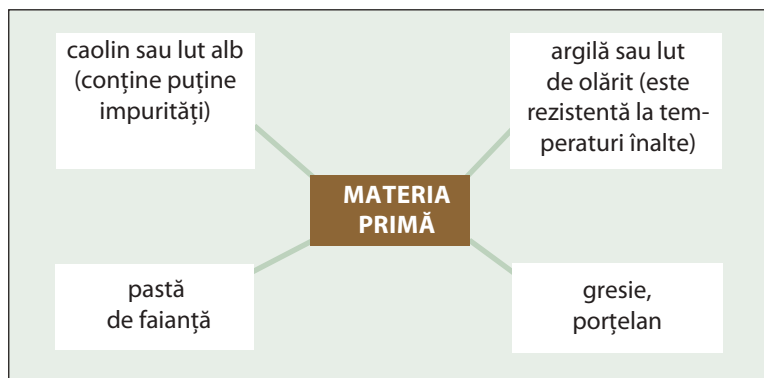 caolin sau lut alb
(conține puține
impurități)
argilă sau lut
de olărit (este
rezistentă la tem-
peraturi înalte)
MATERIA
PRIMĂ
pastă
de faianță
gresie,
porțelan